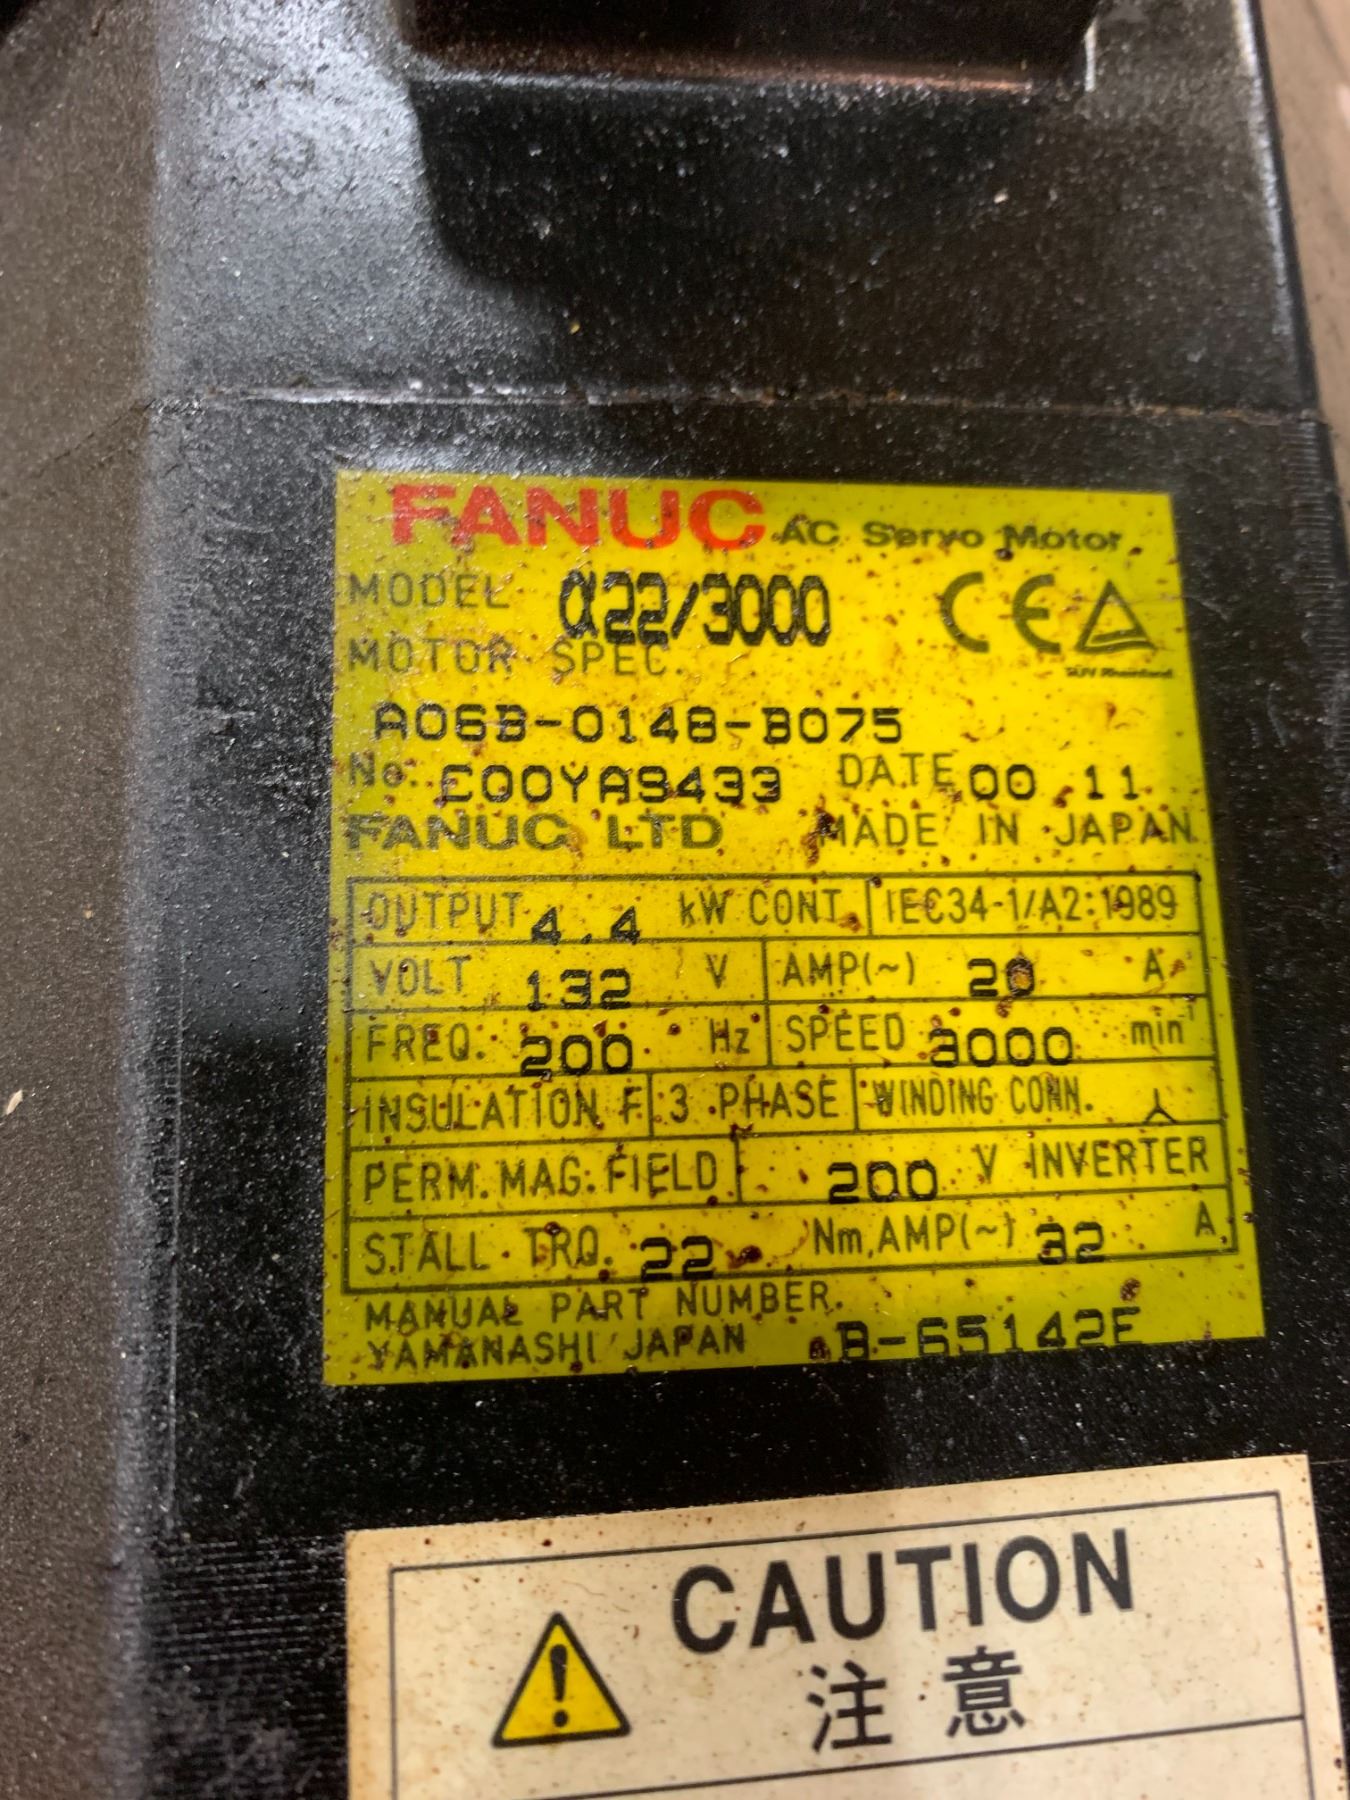 FANUC AC Servo Motor
MODEL α22/3000 CE
MOTOR SPEC. TÜV Rheinland
A06B-0148-B075
No. DATE 00.11
FANUC LTD MADE IN JAPAN
OUTPUT 4.4 kW CONT. IEC34-1/A2:1989
VOLT 132 V AMP(~) 20 A
FREQ. 200 Hz SPEED 3000 min⁻¹
INSULATION F 3 PHASE WINDING CONN.
PERM. MAG. FIELD 200 V INVERTER
STALL TRQ. 22 Nm, AMP(~) 32 A
MANUAL PART NUMBER.
YAMANASHI JAPAN B-65142E
CAUTION
注意